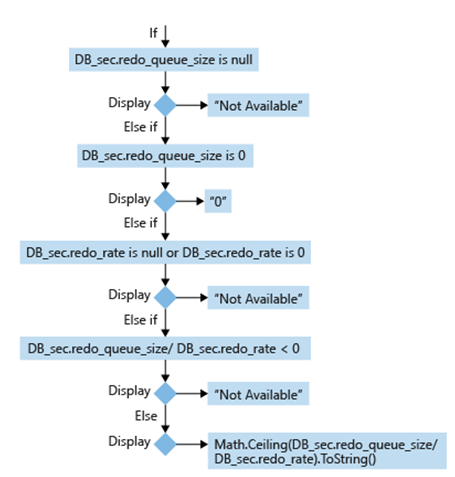 If
DB_sec.redo_queue_size is null
Display
“Not Available”
Else if
DB_sec.redo_queue_size is 0
Display
“0”
Else if
DB_sec.redo_rate is null or DB_sec.redo_rate is 0
Display
“Not Available”
Else if
DB_sec.redo_queue_size/ DB_sec.redo_rate < 0
Display
“Not Available”
Else
Display
Math.Ceiling(DB_sec.redo_queue_size/
DB_sec.redo_rate).ToString()